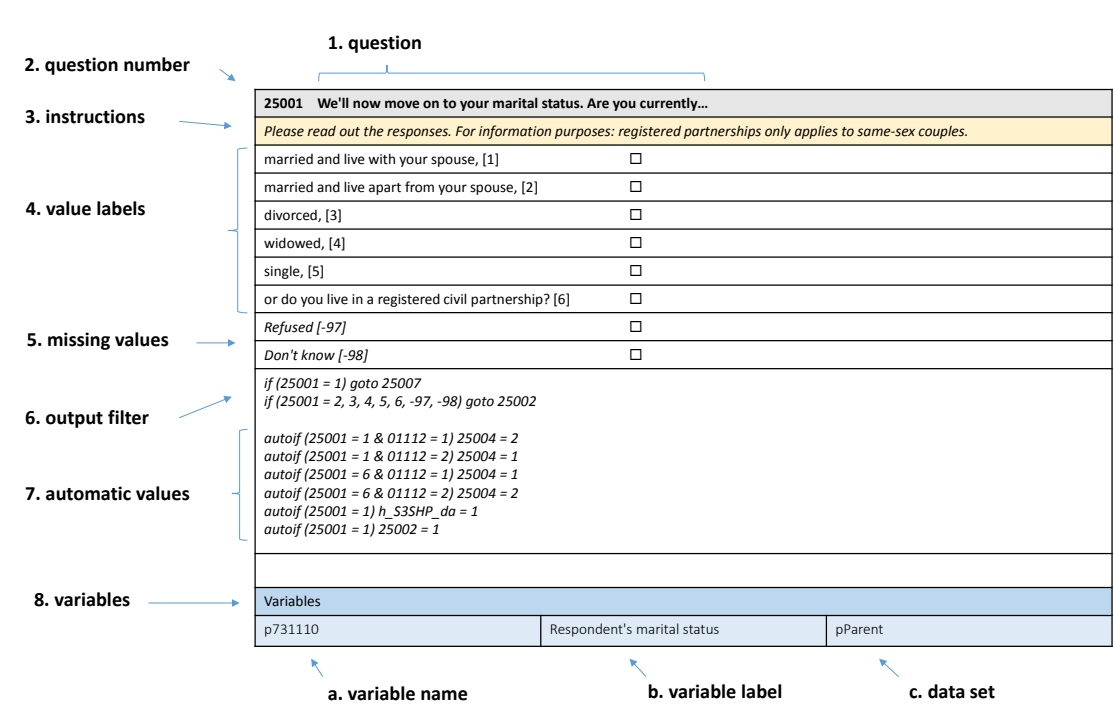 1. question
2. question number
25001 We'll now move on to your marital status. Are you currently…
3. instructions
Please read out the responses. For information purposes: registered partnerships only applies to same-sex couples.
4. value labels
married and live with your spouse, [1] ☐
married and live apart from your spouse, [2] ☐
divorced, [3] ☐
widowed, [4] ☐
single, [5] ☐
or do you live in a registered civil partnership? [6] ☐
5. missing values
Refused [-97] ☐
Don't know [-98] ☐
6. output filter
if (25001 = 1) goto 25007
if (25001 = 2, 3, 4, 5, 6, -97, -98) goto 25002
7. automatic values
autoif (25001 = 1 & 01112 = 1) 25004 = 2
autoif (25001 = 1 & 01112 = 2) 25004 = 1
autoif (25001 = 6 & 01112 = 1) 25004 = 1
autoif (25001 = 6 & 01112 = 2) 25004 = 2
autoif (25001 = 1) h_S3SHP_da = 1
autoif (25001 = 1) 25002 = 1
8. variables
Variables
p731110 Respondent's marital status pParent
a. variable name b. variable label c. data set